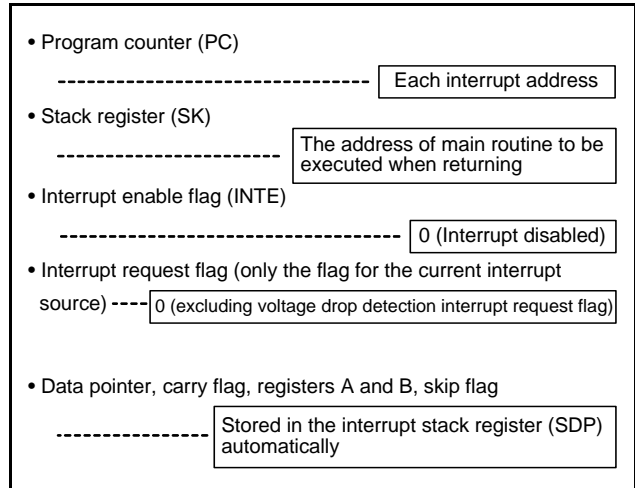 • Program counter (PC)
Each interrupt address
• Stack register (SK)
The address of main routine to be
executed when returning
• Interrupt enable flag (INTE)
0 (Interrupt disabled)
• Interrupt request flag (only the flag for the current interrupt
source) ---- 0 (excluding voltage drop detection interrupt request flag)
• Data pointer, carry flag, registers A and B, skip flag
Stored in the interrupt stack register (SDP)
automatically